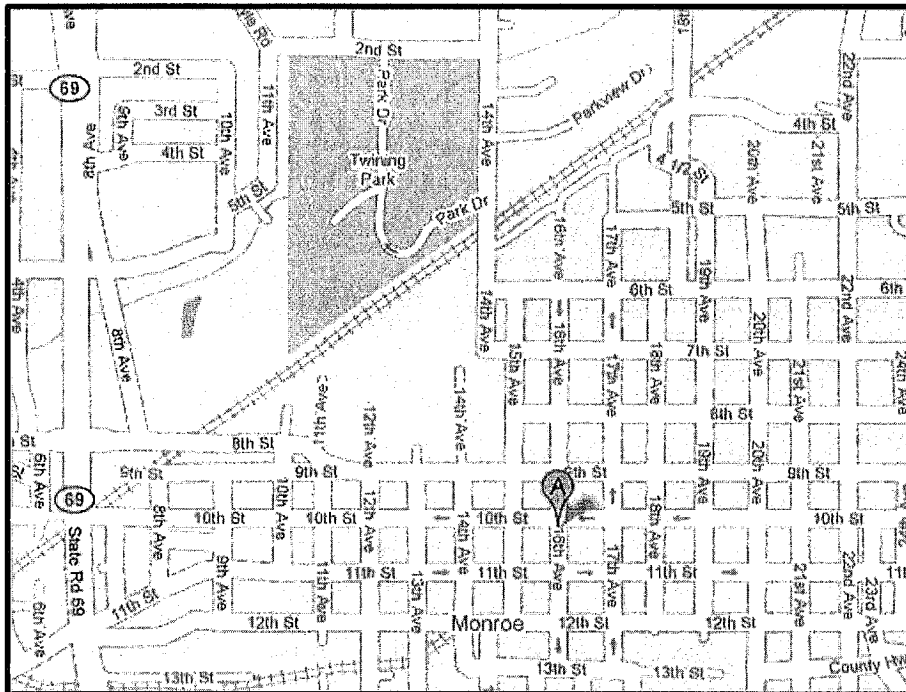 2nd St
2nd St
69
3rd St
4th St
9th Ave
8th Ave
10th Ave
11th Ave
5th St
Park Dr
Twining
Park
Park Dr
14th Ave
Parkview Dr
4 1/2 St
4th St
22nd Ave
20th Ave
21st Ave
5th St
5th St
16th Ave
17th Ave
19th Ave
6th St
6th
22nd Ave
4th Ave
8th Ave
14th Ave
15th Ave
16th Ave
17th Ave
18th Ave
7th St
20th Ave
21st Ave
24th Ave
11th Ave
12th Ave
14th Ave
8th St
8th St
St
6th Ave
9th St
9th St
9th St
19th Ave
20th Ave
69
State Rd 69
8th Ave
10th St
10th Ave
10th St
12th Ave
14th Ave
10th St
A
16th Ave
17th Ave
18th Ave
10th St
9th Ave
11th St
11th Ave
11th St
13th Ave
11th St
11th St
21st Ave
22nd Ave
23rd Ave
6th Ave
12th St
Monroe
12th St
12th St
13th St
13th St
13th St
County Hw